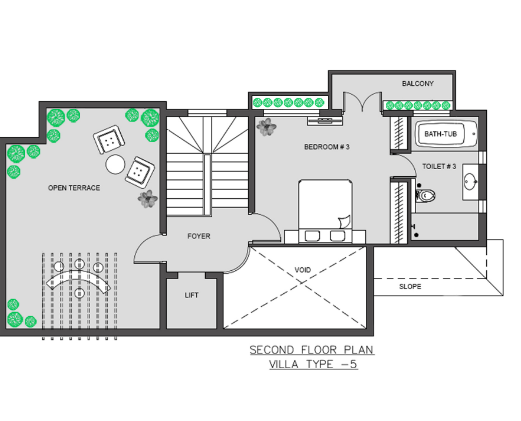 BALCONY
BATH-TUB
BEDROOM # 3
TOILET # 3
OPEN TERRACE
FOYER
VOID
SLOPE
LIFT
SECOND FLOOR PLAN
VILLA TYPE -5